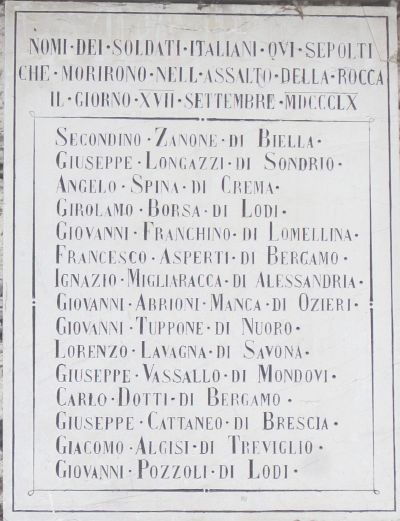 NOMI·DEI·SOLDATI·ITALIANI·QVI·SEPOLTI
CHE·MORIRONO·NELL·ASSALTO·DELLA·ROCCA
IL·GIORNO·XVII·SETTEMBRE·MDCCCLX
SECONDINO·ZANONE·DI·BIELLA·
GIUSEPPE·LONGAZZI·DI·SONDRIO·
ANGELO·SPINA·DI·CREMA·
GIROLAMO·BORSA·DI·LODI·
GIOVANNI·FRANCHINO·DI·LOMELLINA·
FRANCESCO·ASPERTI·DI·BERGAMO·
IGNAZIO·MIGLIARACCA·DI·ALESSANDRIA·
GIOVANNI·ABRIONI·MANCA·DI·OZIERI·
GIOVANNI·TUPPONE·DI·NUORO·
LORENZO·LAVAGNA·DI·SAVONA·
GIUSEPPE·VASSALLO·DI·MONDOVI·
CARLO·DOTTI·DI·BERGAMO·
GIUSEPPE·CATTANEO·DI·BRESCIA·
GIACOMO·ALGISI·DI·TREVIGLIO·
GIOVANNI·POZZOLI·DI·LODI·